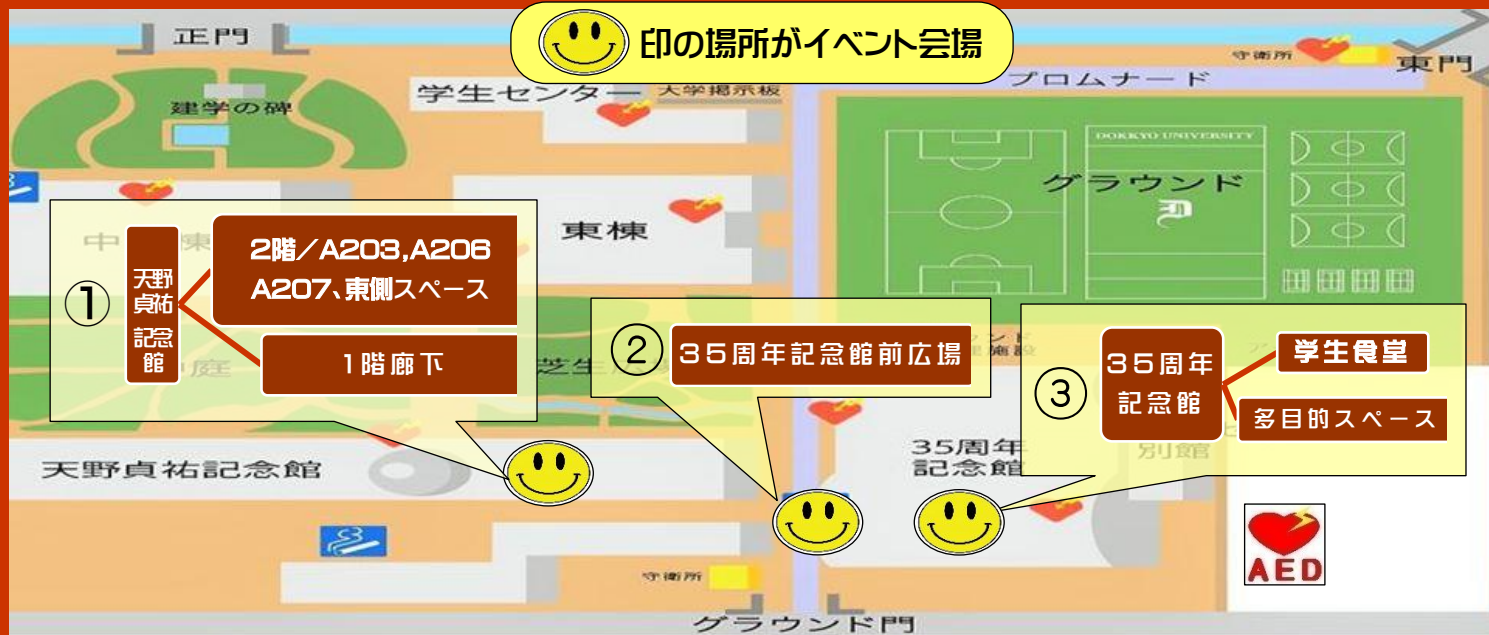 印の場所がイベント会場
正門
守衛所
東門
プロムナード
学生センター
大学掲示板
建学の碑
DOKKYO UNIVERSITY
グラウンド
東棟
中
棟
①
天野
貞祐
記念
館
2階/A203,A206
A207、東側スペース
1階廊下
中庭
芝生
②
35周年記念館前広場
③
35周年
記念館
学生食堂
多目的スペース
天野貞祐記念館
35周年
記念館
別館
AED
守衛所
グラウンド門